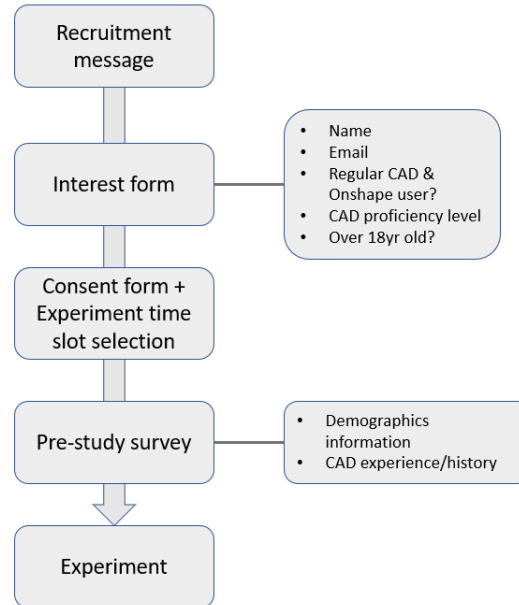 Recruitment
message
Interest form
• Name
• Email
• Regular CAD &
Onshape user?
• CAD proficiency level
• Over 18yr old?
Consent form +
Experiment time
slot selection
Pre-study survey
• Demographics
information
• CAD experience/history
Experiment